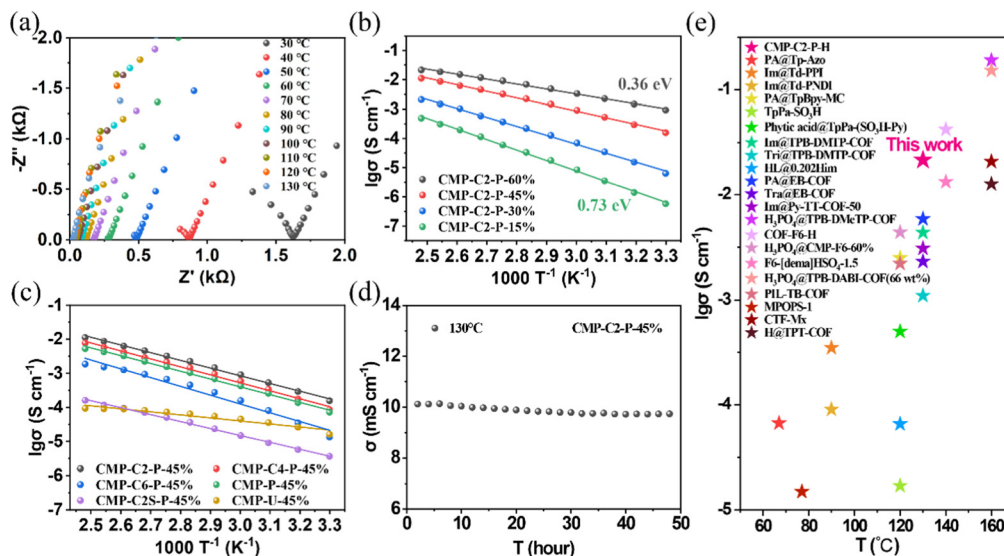 (a)
-2.0
-1.5
-1.0
-0.5
0.0
-Z'' (kΩ)
0.0 0.5 1.0 1.5 2.0
Z' (kΩ)
30 °C
40 °C
50 °C
60 °C
70 °C
80 °C
90 °C
100 °C
110 °C
120 °C
130 °C
(b)
-1
-2
-3
-4
-5
-6
-7
lgσ (S cm⁻¹)
0.36 eV
0.73 eV
CMP-C2-P-60%
CMP-C2-P-45%
CMP-C2-P-30%
CMP-C2-P-15%
2.5 2.6 2.7 2.8 2.9 3.0 3.1 3.2 3.3
1000 T⁻¹ (K⁻¹)
(c)
-1
-2
-3
-4
-5
-6
-7
lgσ (S cm⁻¹)
CMP-C2-P-45% CMP-C4-P-45%
CMP-C6-P-45% CMP-P-45%
CMP-C2S-P-45% CMP-U-45%
2.5 2.6 2.7 2.8 2.9 3.0 3.1 3.2 3.3
1000 T⁻¹ (K⁻¹)
(d)
14
12
10
8
6
σ (mS cm⁻¹)
130°C CMP-C2-P-45%
0 10 20 30 40 50
T (hour)
(e)
-1
-2
-3
-4
-5
lgσ (S cm⁻¹)
CMP-C2-P-H
PA@Tp-Azo
Im@Td-PPI
Im@Td-PNDI
PA@TpBpy-MC
TpPa-SO₃H
Phytic acid@TpPa-(SO₃H-Py)
Im@TPB-DMTP-COF
Tri@TPB-DMTP-COF
HL@0.202Him
PA@EB-COF
Tra@EB-COF
Im@Py-TT-COF-50
H₃PO₄@TPB-DMeTP-COF
COF-F6-H
H₃PO₄@CMP-F6-60%
F6-[dema]HSO₄-1.5
H₃PO₄@TPB-DABI-COF(66 wt%)
PIL-TB-COF
MPOPS-1
CTF-Mx
H@TPT-COF
This work
60 80 100 120 140 160
T (°C)